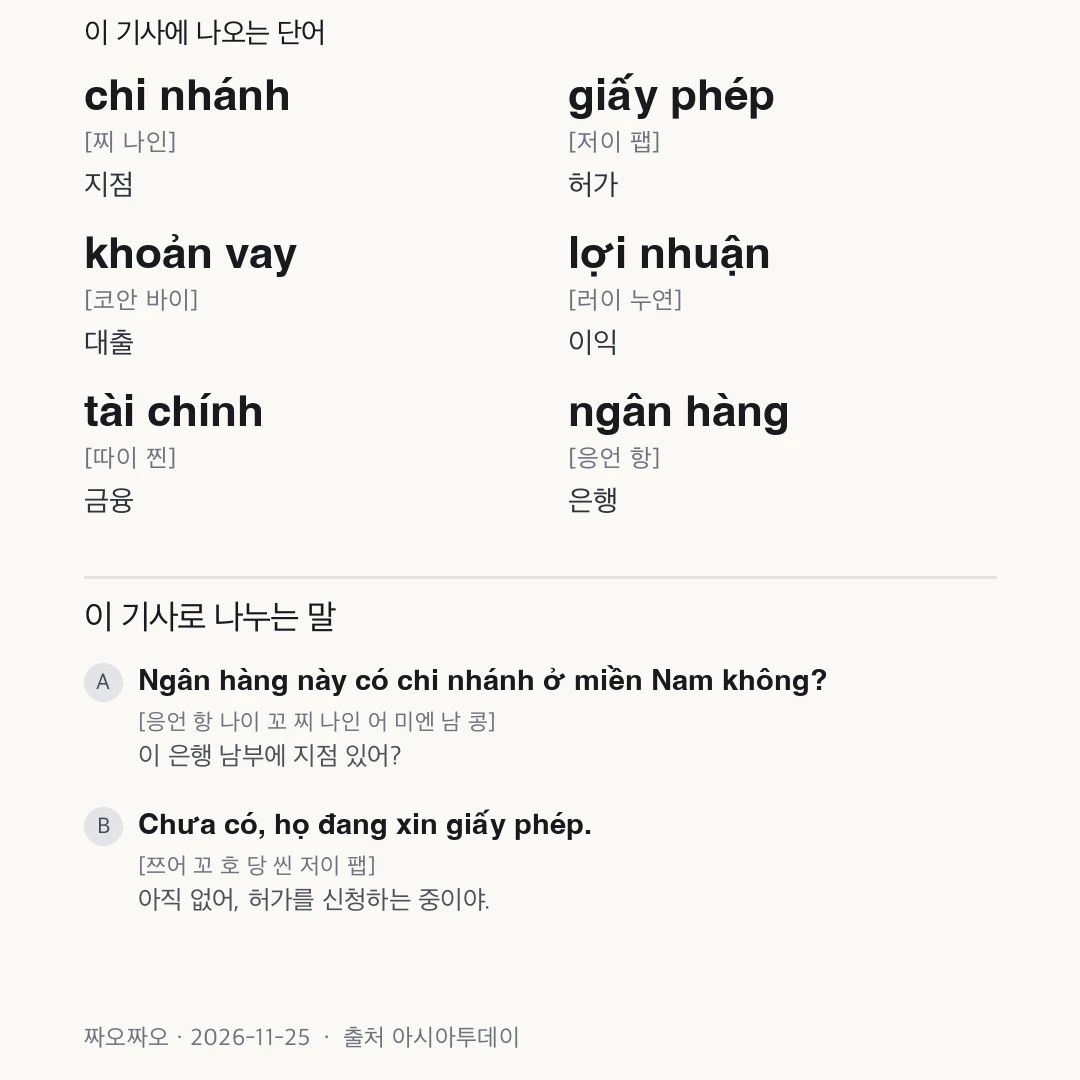 이 기사에 나오는 단어
chi nhánh
[찌 나인]
지점
giấy phép
[저이 팹]
허가
khoản vay
[코안 바이]
대출
lợi nhuận
[러이 누연]
이익
tài chính
[따이 찐]
금융
ngân hàng
[응언 항]
은행
이 기사로 나누는 말
A Ngân hàng này có chi nhánh ở miền Nam không?
[응언 항 나이 꼬 찌 나인 어 미엔 남 콩]
이 은행 남부에 지점 있어?
B Chưa có, họ đang xin giấy phép.
[쯔어 꼬 호 당 씬 저이 팹]
아직 없어, 허가를 신청하는 중이야.
짜오짜오 · 2026-11-25 · 출처 아시아투데이